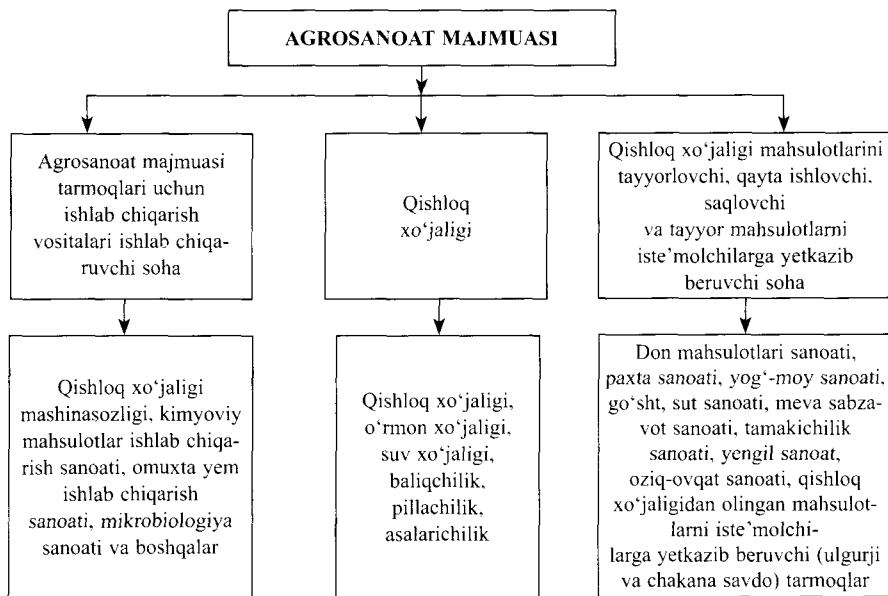 AGROSANOAT MAJMUASI
Agrosanoat majmuasi
tarmoqlari uchun
ishlab chiqarish
vositalari ishlab chiqa-
ruvchi soha
Qishloq
xo‘jaligi
Qishloq xo‘jaligi mahsulotlarini
tayyorlovchi, qayta ishlovchi,
saqlovchi
va tayyor mahsulotlarni
iste’molchilarga yetkazib
beruvchi soha
Qishloq xo‘jaligi
mashinasozligi, kimyoviy
mahsulotlar ishlab chiqa-
rish sanoati, omuxta yem
ishlab chiqarish
sanoati, mikrobiologiya
sanoati va boshqalar
Qishloq xo‘jaligi,
o‘rmon xo‘jaligi,
suv xo‘jaligi,
baliqchilik,
pillachilik,
asalarichilik
Don mahsulotlari sanoati,
paxta sanoati, yog‘-moy sanoati,
go‘sht, sut sanoati, meva sabza-
vot sanoati, tamakichilik
sanoati, yengil sanoat,
oziq-ovqat sanoati, qishloq
xo‘jaligidan olingan mahsulot-
larni iste’molchi-
larga yetkazib beruvchi (ulgurji
va chakana savdo) tarmoqlar